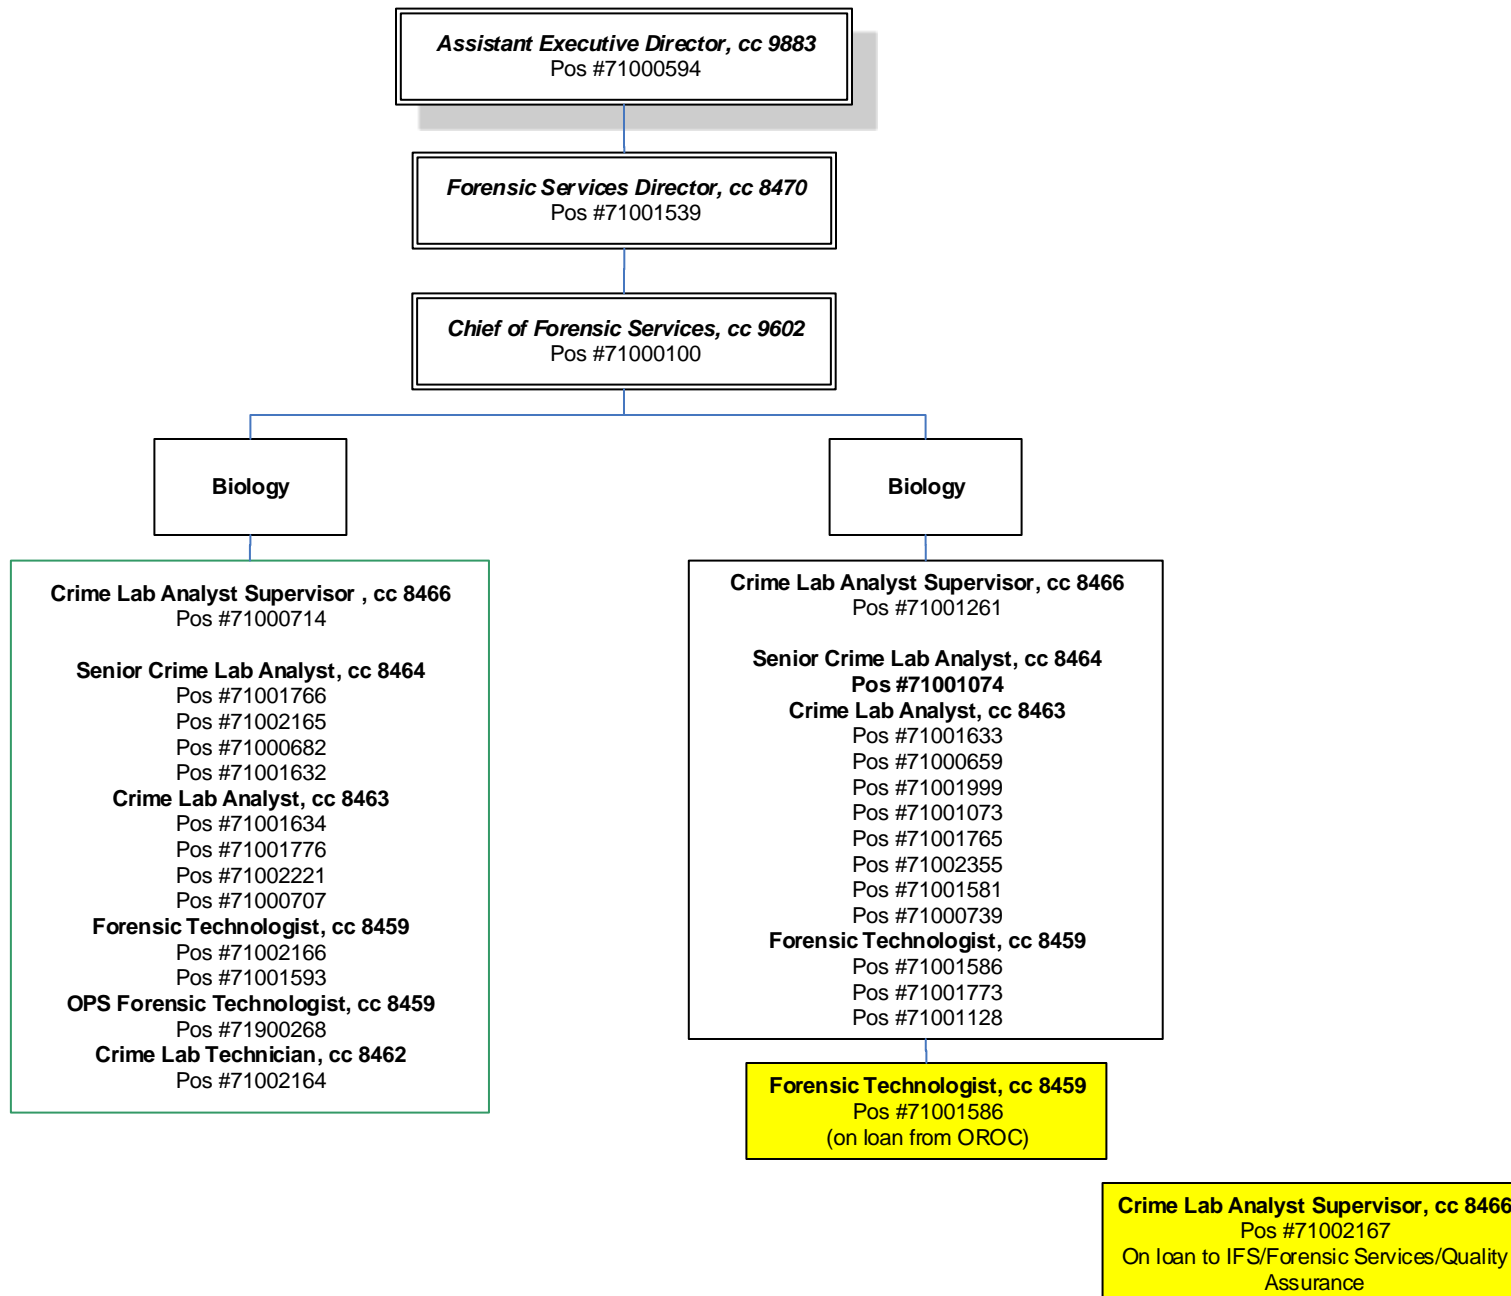 Assistant Executive Director, cc 9883
Pos #71000594
Forensic Services Director, cc 8470
Pos #71001539
Chief of Forensic Services, cc 9602
Pos #71000100
Biology
Crime Lab Analyst Supervisor , cc 8466
Pos #71000714
Senior Crime Lab Analyst, cc 8464
Pos #71001766
Pos #71002165
Pos #71000682
Pos #71001632
Crime Lab Analyst, cc 8463
Pos #71001634
Pos #71001776
Pos #71002221
Pos #71000707
Forensic Technologist, cc 8459
Pos #71002166
Pos #71001593
OPS Forensic Technologist, cc 8459
Pos #71900268
Crime Lab Technician, cc 8462
Pos #71002164
Biology
Crime Lab Analyst Supervisor, cc 8466
Pos #71001261
Senior Crime Lab Analyst, cc 8464
Pos #71001074
Crime Lab Analyst, cc 8463
Pos #71001633
Pos #71000659
Pos #71001999
Pos #71001073
Pos #71001765
Pos #71002355
Pos #71001581
Pos #71000739
Forensic Technologist, cc 8459
Pos #71001586
Pos #71001773
Pos #71001128
Forensic Technologist, cc 8459
Pos #71001586
(on loan from OROC)
Crime Lab Analyst Supervisor, cc 8466
Pos #71002167
On loan to IFS/Forensic Services/Quality
Assurance